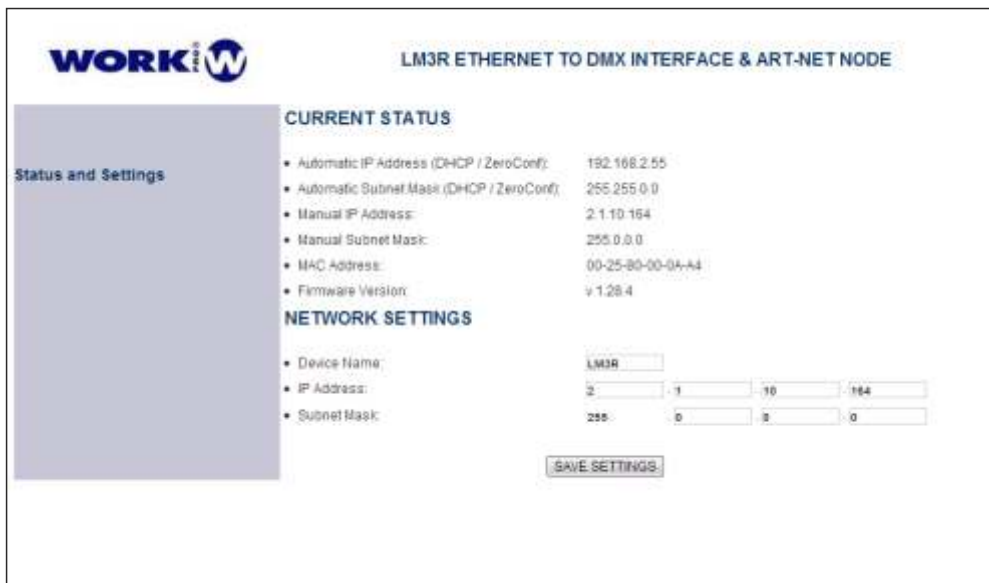 WORK PRO W
LM3R ETHERNET TO DMX INTERFACE & ART-NET NODE
Status and Settings
CURRENT STATUS
• Automatic IP Address (DHCP / ZeroConf): 192.168.2.55
• Automatic Subnet Mask (DHCP / ZeroConf): 255.255.0.0
• Manual IP Address: 2.1.10.164
• Manual Subnet Mask: 255.0.0.0
• MAC Address: 00-25-80-00-0A-A4
• Firmware Version: v 1.28.4
NETWORK SETTINGS
• Device Name: LM3R
• IP Address: 2 . 1 . 10 . 164
• Subnet Mask: 255 . 0 . 0 . 0
SAVE SETTINGS